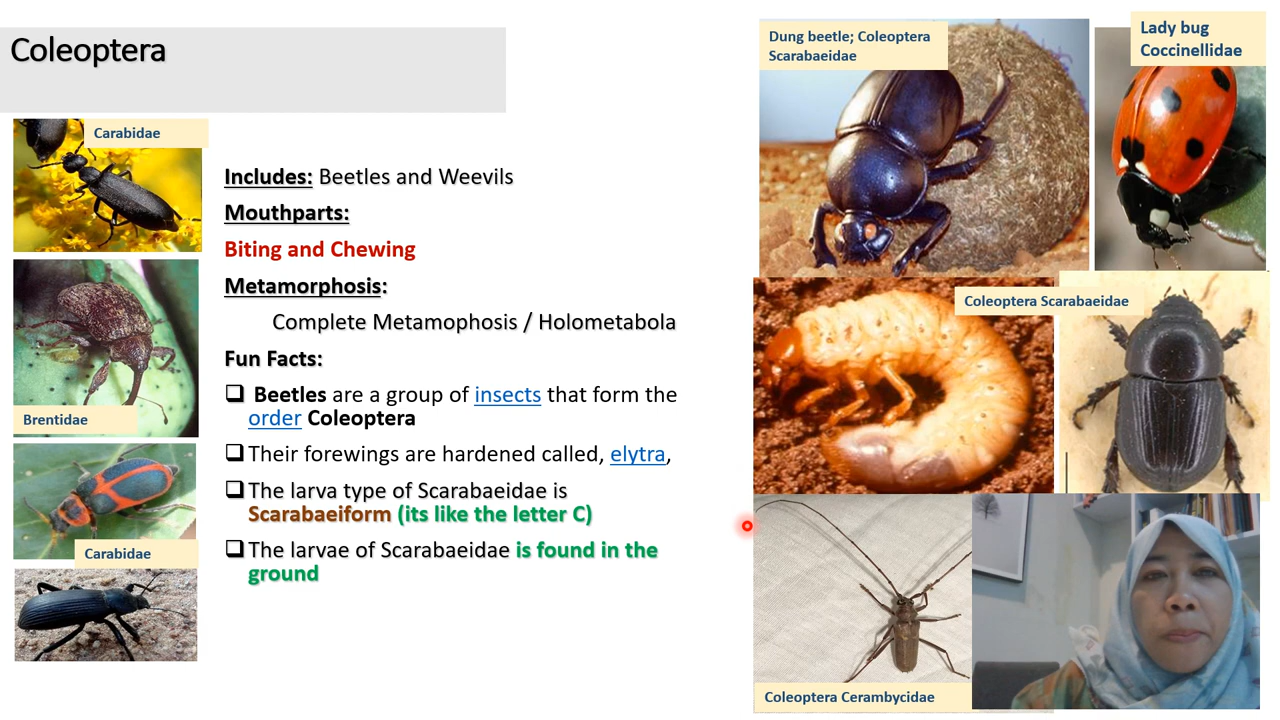 Coleoptera
Carabidae
Brentidae
Carabidae
Includes: Beetles and Weevils
Mouthparts:
Biting and Chewing
Metamorphosis:
Complete Metamophosis / Holometabola
Fun Facts:
Beetles are a group of insects that form the
order Coleoptera
Their forewings are hardened called, elytra,
The larva type of Scarabaeidae is
Scarabaeiform (its like the letter C)
The larvae of Scarabaeidae is found in the
ground
Dung beetle; Coleoptera
Scarabaeidae
Lady bug
Coccinellidae
Coleoptera Scarabaeidae
Coleoptera Cerambycidae